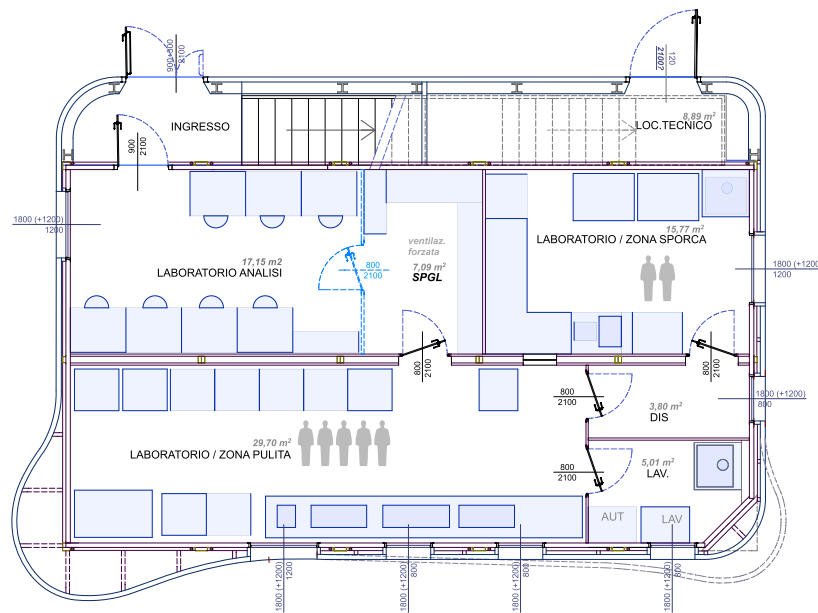 900+300
2100
120
2100?
INGRESSO
8,89 m²
LOC.TECNICO
900
2100
1800 (+1200)
1200
ventilaz.
forzata
7,09 m²
SPGL
17,15 m2
LABORATORIO ANALISI
800
2100
15,77 m²
LABORATORIO / ZONA SPORCA
1800 (+1200)
1200
800
2100
800
2100
800
2100
3,80 m²
DIS
1800 (+1200)
800
29,70 m²
LABORATORIO / ZONA PULITA
800
2100
5,01 m²
LAV.
AUT
LAV
1800 (+1200)
1200
1800 (+1200)
800
1800 (+1200)
800
1800 (+1200)
800